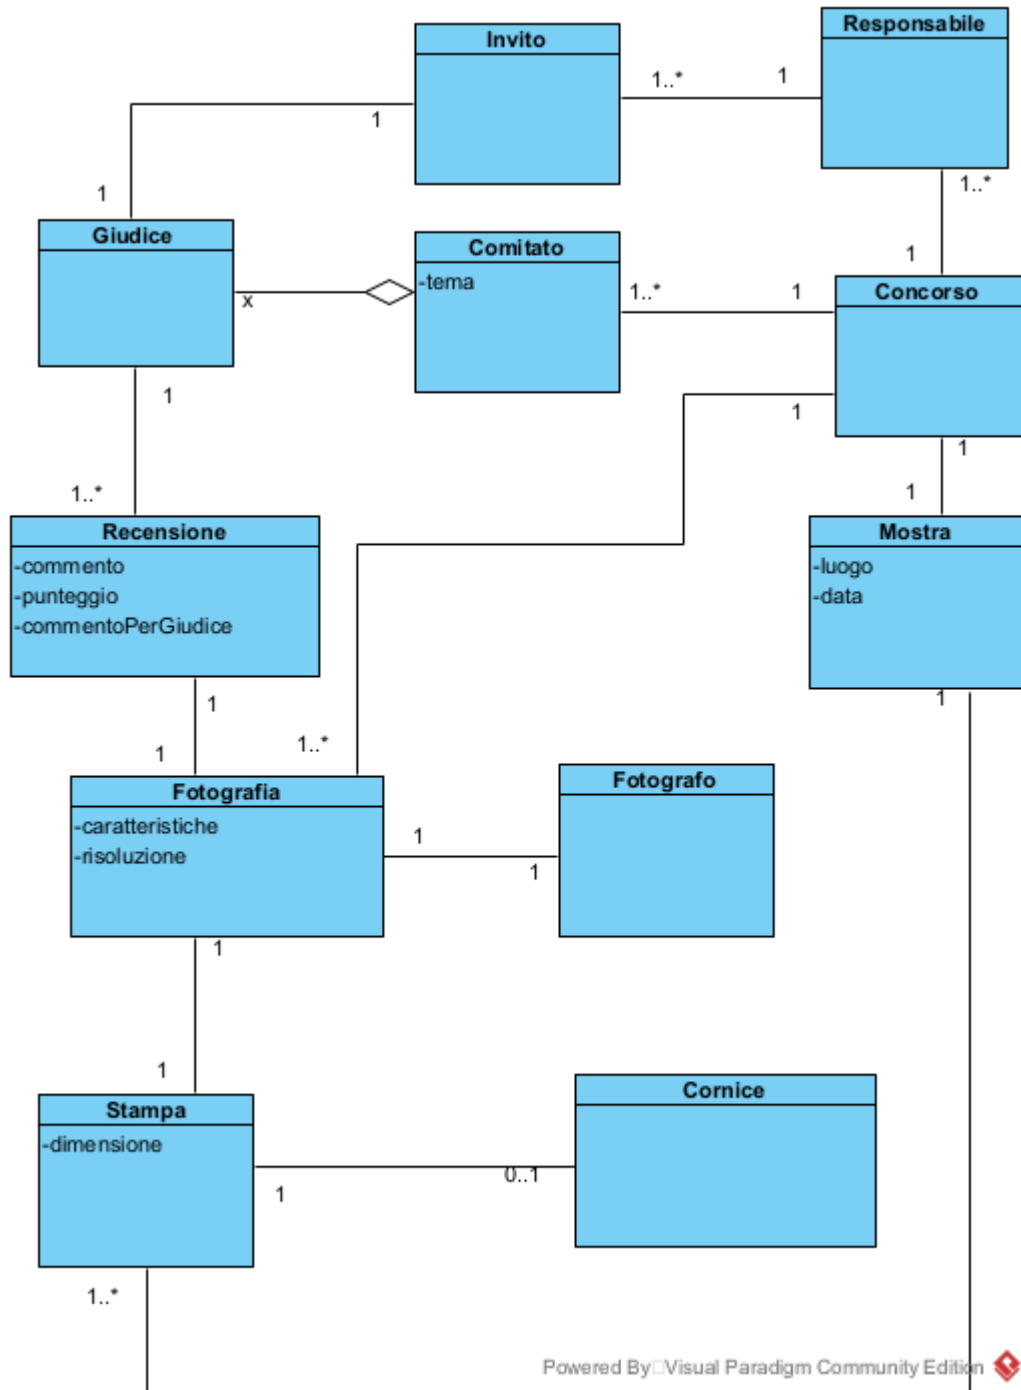 Invito
Responsabile
1..*
1
1
1
1..*
Giudice
Comitato
-tema
x
1..*
1
1
Concorso
1
1
1
1
1..*
Recensione
-commento
-punteggio
-commentoPerGiudice
Mostra
-luogo
-data
1
1
1
1..*
Fotografia
-caratteristiche
-risoluzione
Fotografo
1
1
1
1
Stampa
-dimensione
Cornice
1
0..1
1..*
Powered By Visual Paradigm Community Edition